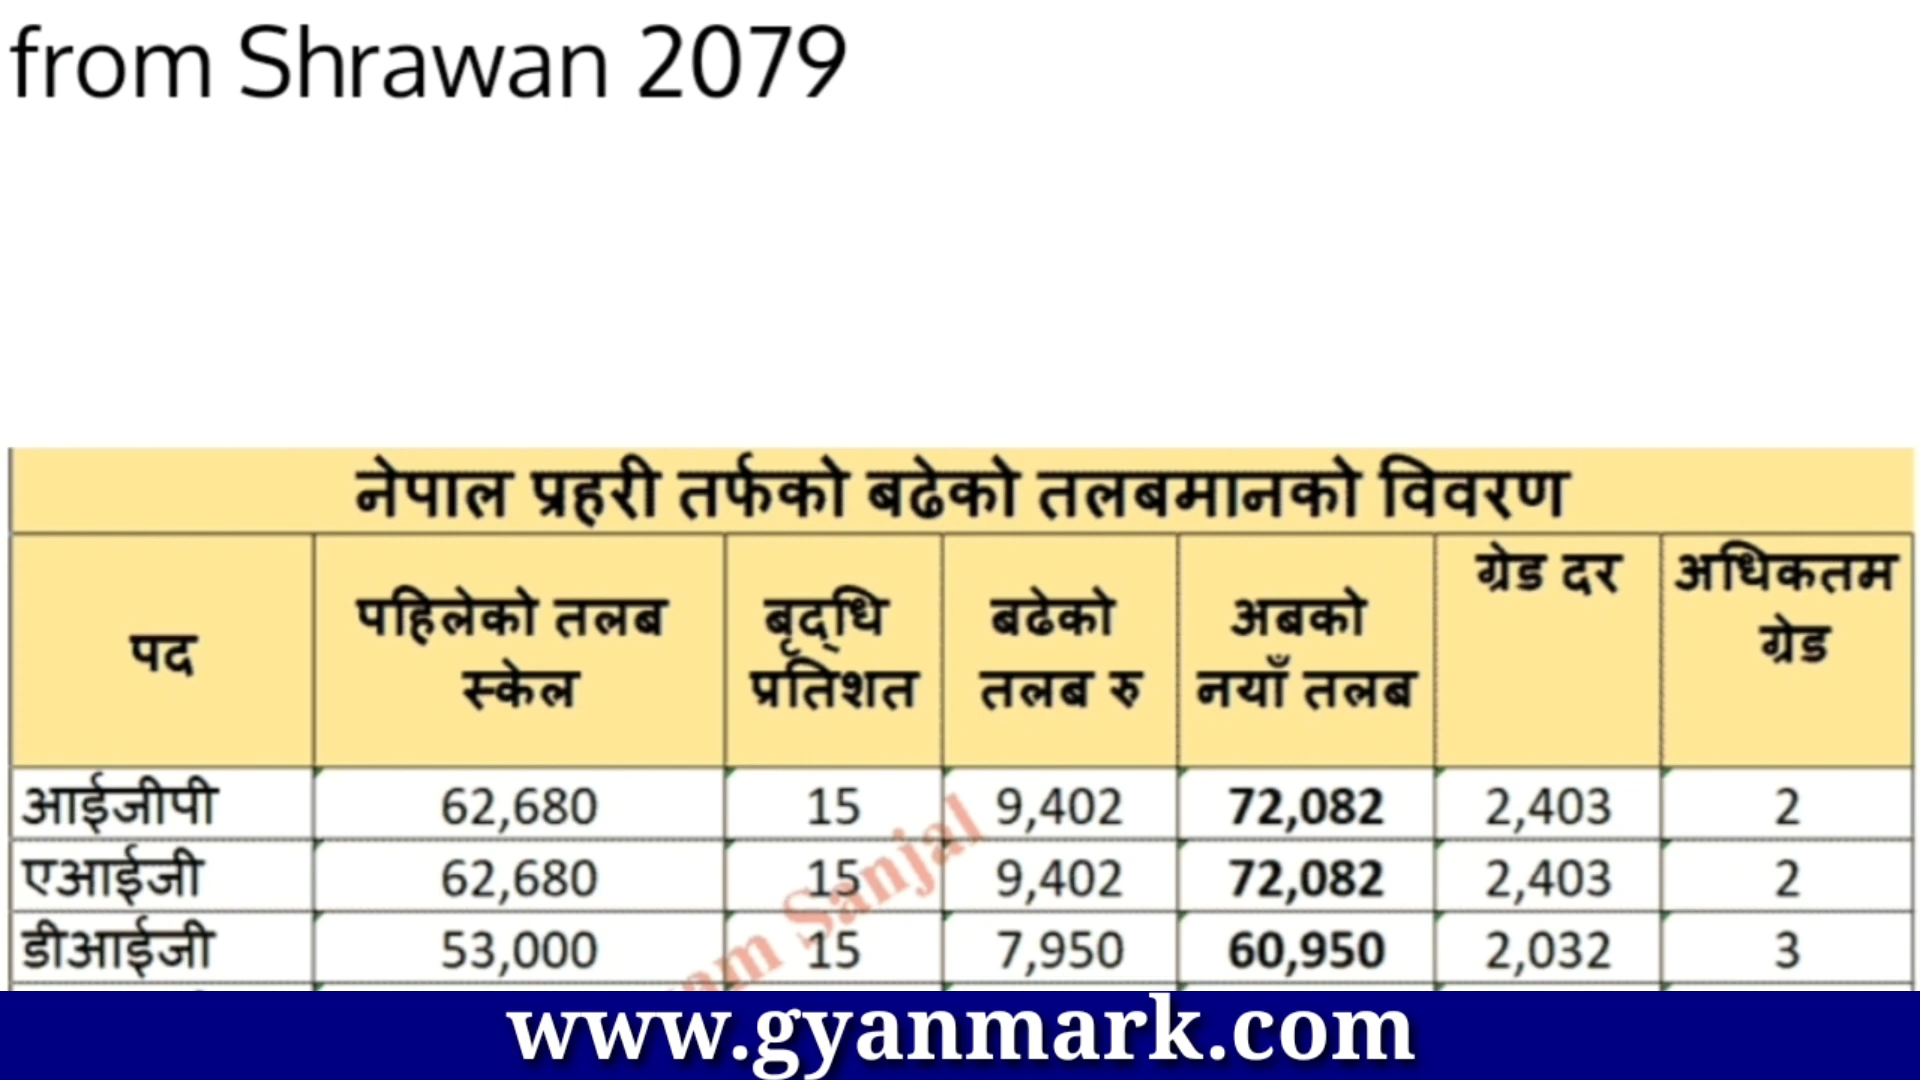 from Shrawan 2079
नेपाल प्रहरी तर्फको बढेको तलबमानको विवरण
पद पहिलेको तलब स्केल बृद्धि प्रतिशत बढेको तलब रु अबको नयाँ तलब ग्रेड दर अधिकतम ग्रेड
आईजीपी 62,680 15 9,402 72,082 2,403 2
एआईजी 62,680 15 9,402 72,082 2,403 2
डीआईजी 53,000 15 7,950 60,950 2,032 3
Sanjal
www.gyanmark.com